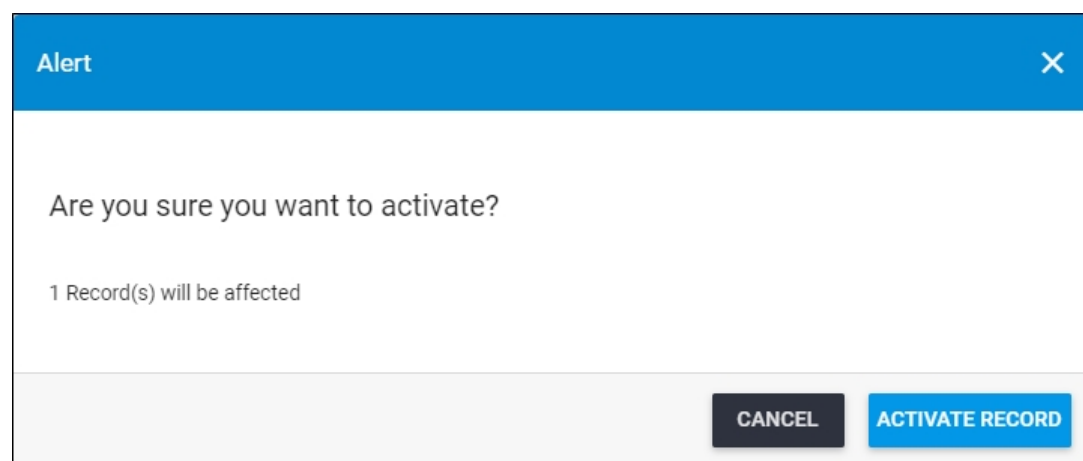 Alert
Are you sure you want to activate?
1 Record(s) will be affected
CANCEL ACTIVATE RECORD